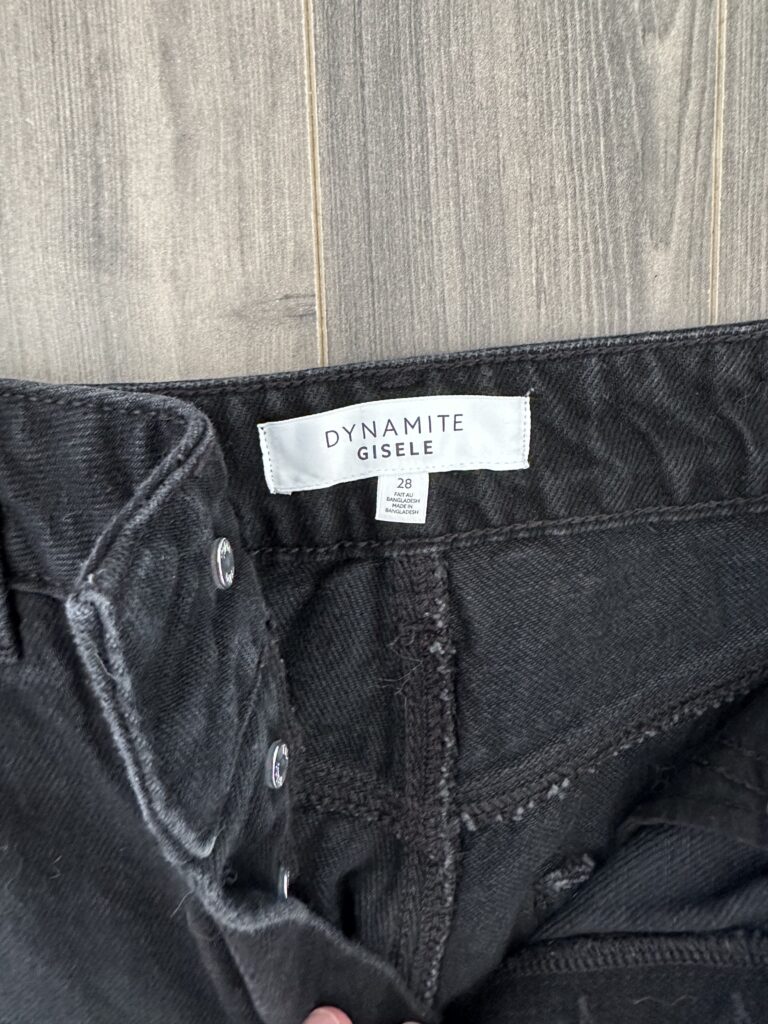 DYNAMITE
GISELE
28
FAIT AU
BANGLADESH
MADE IN
BANGLADESH